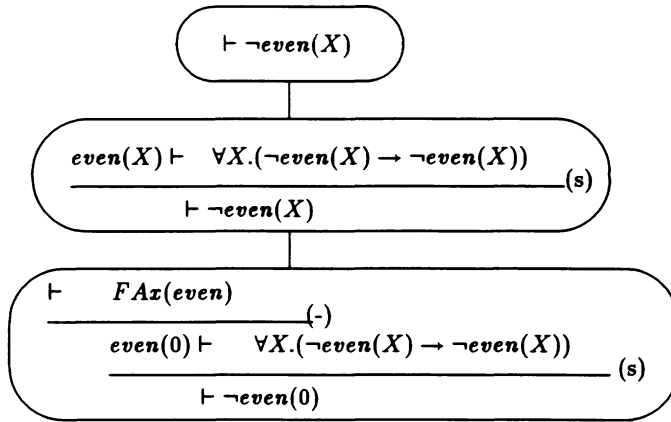 ⊢ ¬even(X)
even(X) ⊢ ∀X.(¬even(X) → ¬even(X))
(s)
⊢ ¬even(X)
⊢ FAx(even)
(-)
even(0) ⊢ ∀X.(¬even(X) → ¬even(X))
(s)
⊢ ¬even(0)